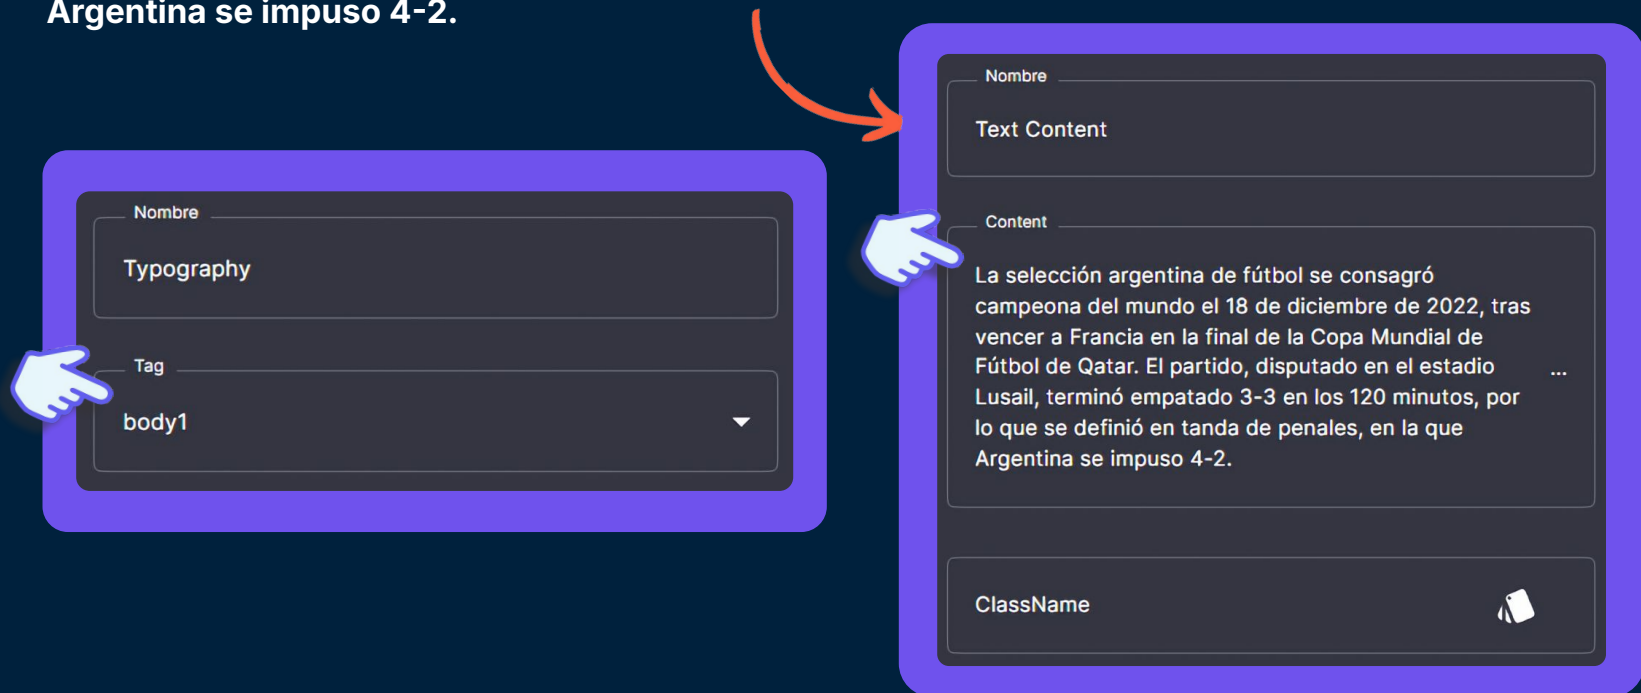 Argentina se impuso 4-2.
Nombre
Typography
Tag
body1
Nombre
Text Content
Content
La selección argentina de fútbol se consagró
campeona del mundo el 18 de diciembre de 2022, tras
vencer a Francia en la final de la Copa Mundial de
Fútbol de Qatar. El partido, disputado en el estadio
Lusail, terminó empatado 3-3 en los 120 minutos, por
lo que se definió en tanda de penales, en la que
Argentina se impuso 4-2.
...
ClassName